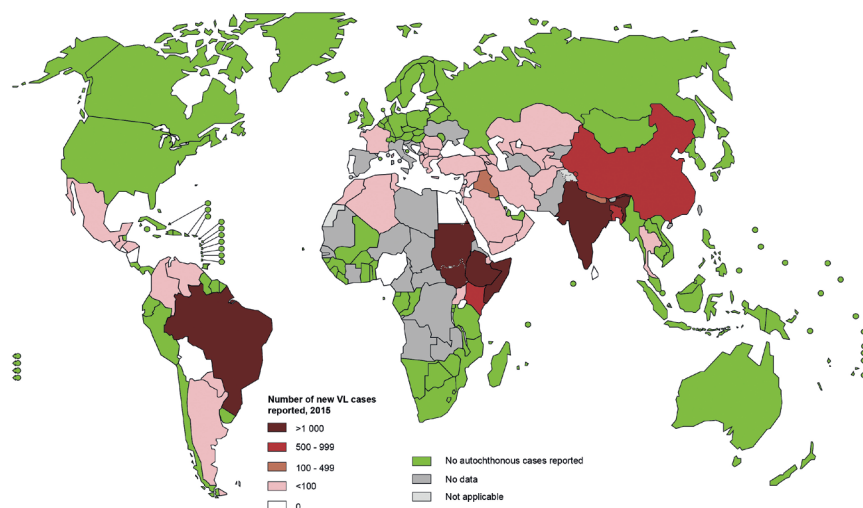 Number of new VL cases
reported, 2015
>1 000
500 - 999
100 - 499
<100
0
No autochthonous cases reported
No data
Not applicable